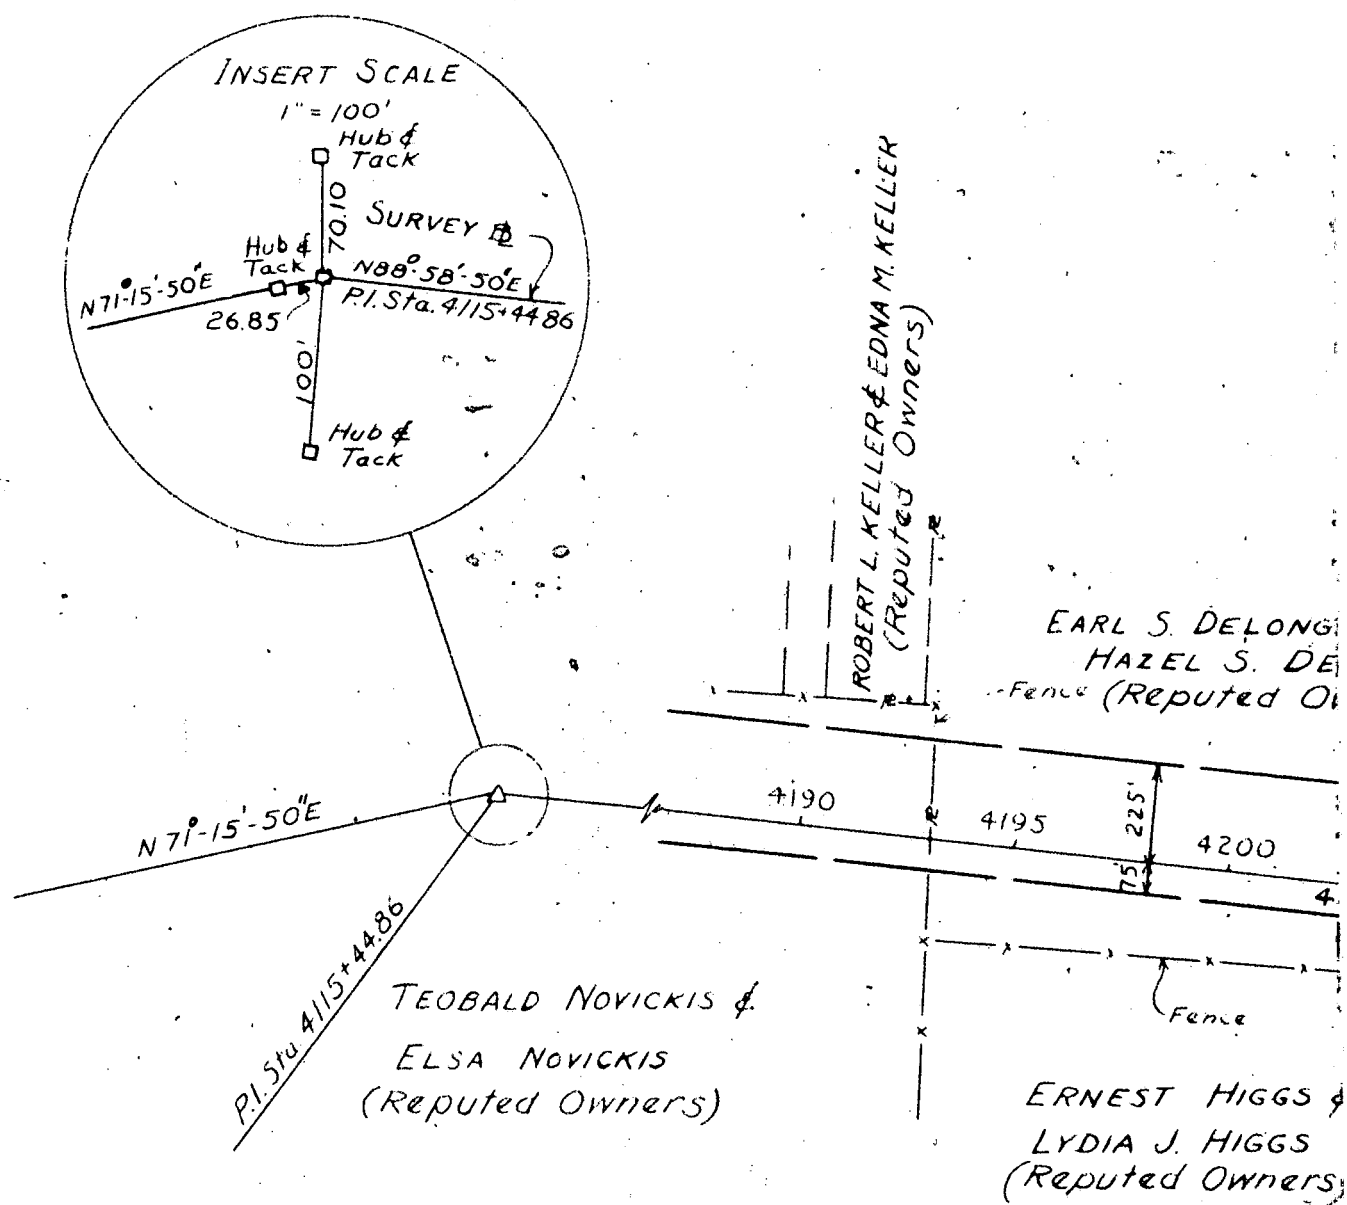 INSERT SCALE
1" = 100'
Hub &
Tack
70.10
SURVEY BL
Hub &
Tack
N71°-15'-50"E
N88°-58'-50"E
P.I. Sta. 4115+44.86
26.85
100'
Hub &
Tack
ROBERT L. KELLER & EDNA M. KELLER
(Reputed Owners)
EARL S. DELONG
HAZEL S. DE
Fence (Reputed Ow
4190
4195
225'
4200
75'
4
N71°-15'-50"E
P.I. Sta. 4115+44.86
TEOBALD NOVICKIS &
ELSA NOVICKIS
(Reputed Owners)
Fence
ERNEST HIGGS &
LYDIA J. HIGGS
(Reputed Owners)